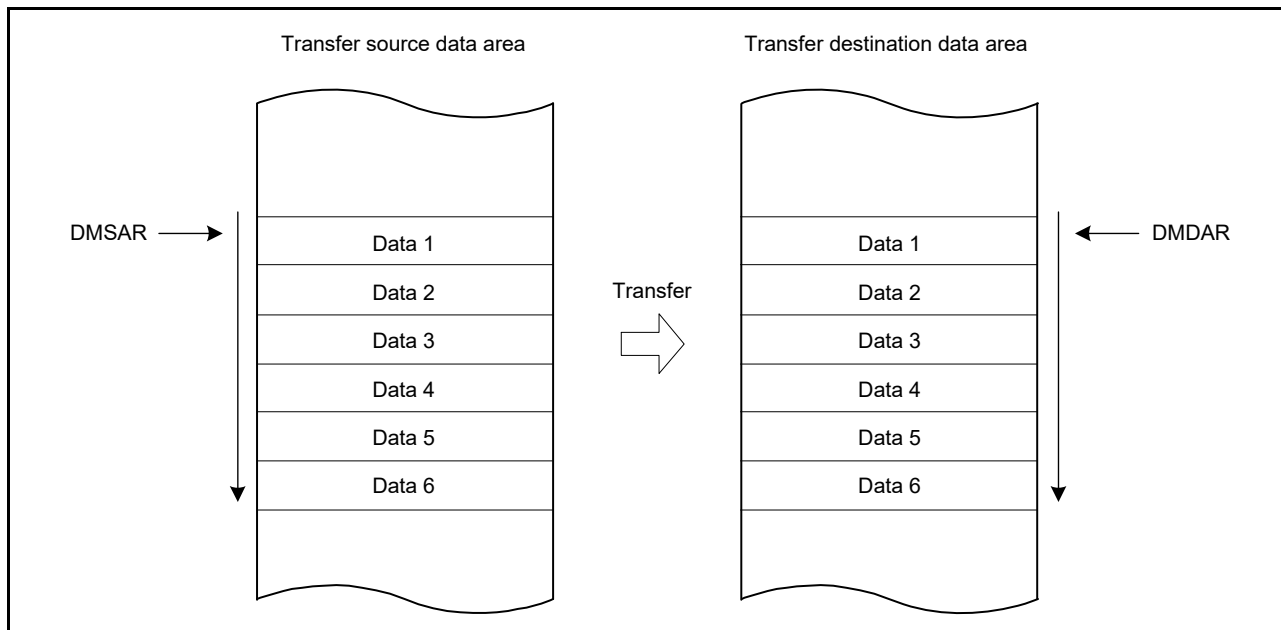 Transfer source data area
Transfer destination data area
DMSAR
Data 1
Data 2
Data 3
Data 4
Data 5
Data 6
Transfer
Data 1
Data 2
Data 3
Data 4
Data 5
Data 6
DMDAR